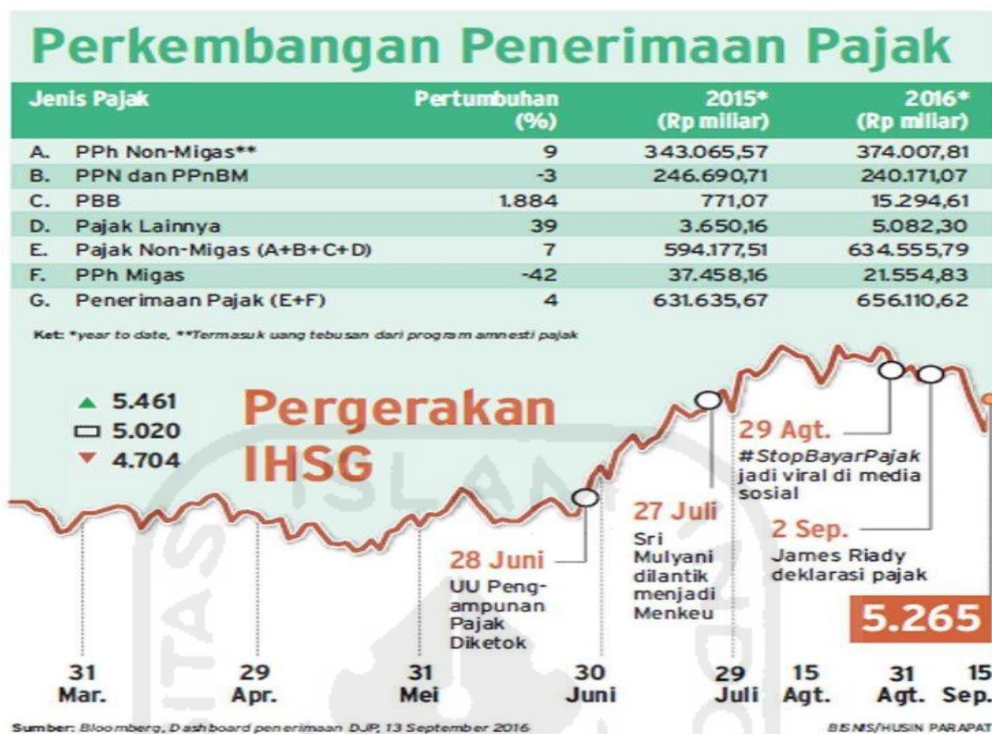 Perkembangan Penerimaan Pajak
Jenis Pajak Pertumbuhan (%) 2015* (Rp miliar) 2016* (Rp miliar)
A. PPh Non-Migas** 9 343.065,57 374.007,81
B. PPN dan PPnBM -3 246.690,71 240.171,07
C. PBB 1.884 771,07 15.294,61
D. Pajak Lainnya 39 3.650,16 5.082,30
E. Pajak Non-Migas (A+B+C+D) 7 594.177,51 634.555,79
F. PPh Migas -42 37.458,16 21.554,83
G. Penerimaan Pajak (E+F) 4 631.635,67 656.110,62
Ket: *year to date, **Termasuk uang tebusan dari program amnesti pajak
5.461
5.020
4.704
Pergerakan
IHSG
28 Juni
UU Peng-
ampunan
Pajak
Diketok
27 Juli
Sri
Mulyani
dilantik
menjadi
Menkeu
29 Agt.
#StopBayarPajak
jadi viral di media
sosial
2 Sep.
James Riady
deklarasi pajak
5.265
31 Mar.
29 Apr.
31 Mei
30 Juni
29 Juli
15 Agt.
31 Agt.
15 Sep.
Sumber: Bloomberg, Dashboard penerimaan DJP, 13 September 2016
BISNIS/HUSIN PARAPAT
ISLAM